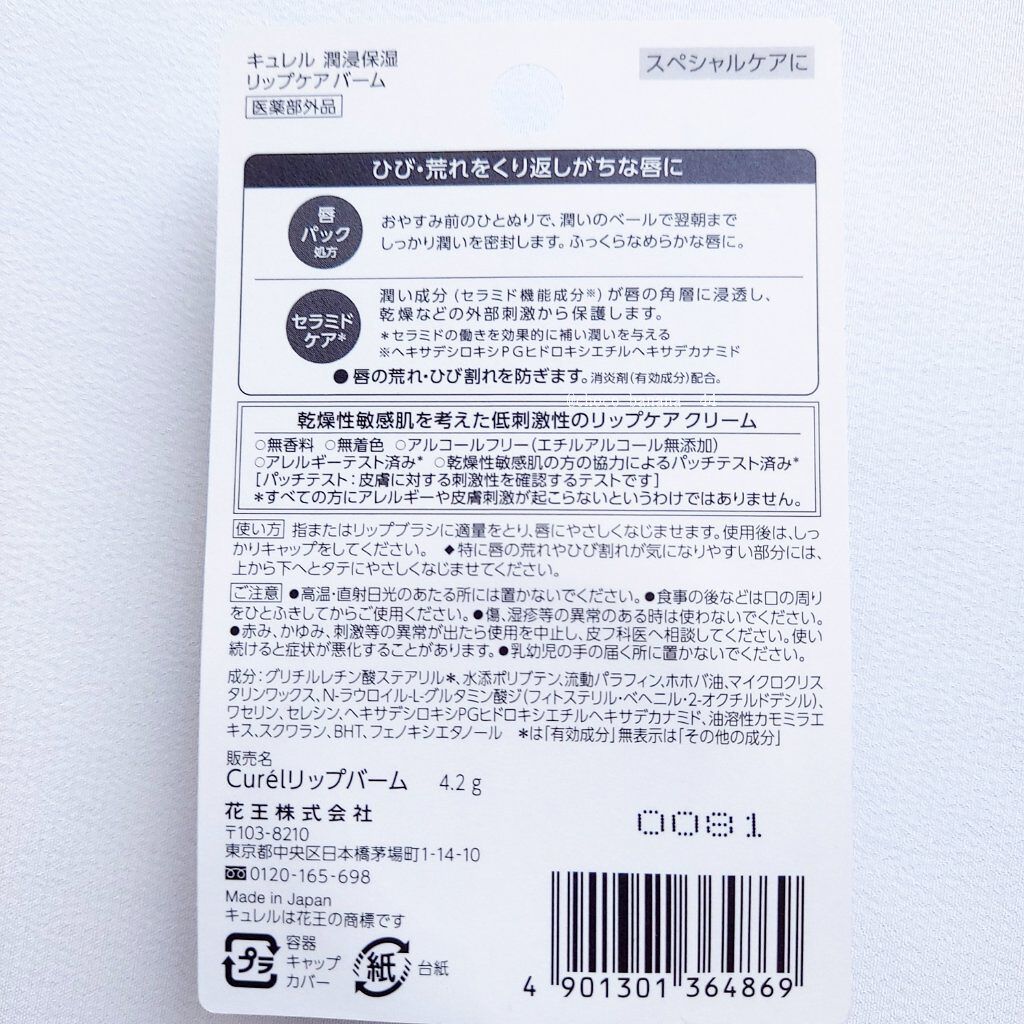 キュレル 潤浸保湿
リップケア バーム
医薬部外品
スペシャルケアに
ひび・荒れをくり返しがちな唇に
唇
パック
処方
おやすみ前のひとぬりで、潤いのベールで翌朝まで
しっかり潤いを密封します。ふっくらなめらかな唇に。
セラミド
ケア*
潤い成分(セラミド機能成分※)が唇の角層に浸透し、
乾燥などの外部刺激から保護します。
*セラミドの働きを効果的に補い潤いを与える
※ヘキサデシロキシPGヒドロキシエチルヘキサデカナミド
●唇の荒れ・ひび割れを防ぎます。消炎剤(有効成分)配合。
乾燥性敏感肌を考えた低刺激性のリップケア クリーム
○無香料 ○無着色 ○アルコールフリー(エチルアルコール無添加)
○アレルギーテスト済み* ○乾燥性敏感肌の方の協力によるパッチテスト済み*
[パッチテスト:皮膚に対する刺激性を確認するテストです]
*すべての方にアレルギーや皮膚刺激が起こらないというわけではありません。
使い方 指またはリップブラシに適量をとり、唇にやさしくなじませます。使用後は、しっ
かりキャップをしてください。 ◆特に唇の荒れやひび割れが気になりやすい部分には、
上から下へとタテにやさしくなじませてください。
ご注意 ●高温・直射日光のあたる所には置かないでください。●食事の後などは口の周り
をひとふきしてからご使用ください。●傷、湿疹等の異常のある時は使わないでください。
●赤み、かゆみ、刺激等の異常が出たら使用を中止し、皮フ科医へ相談してください。使い
続けると症状が悪化することがあります。●乳幼児の手の届く所に置かないでください。
成分:グリチルレチン酸ステアリル*、水添ポリブテン、流動パラフィン、ホホバ油、マイクロクリス
タリンワックス、N-ラウロイル-L-グルタミン酸ジ(フィトステリル・ベヘニル・2-オクチルドデシル)、
ワセリン、セレシン、ヘキサデシロキシPGヒドロキシエチルヘキサデカナミド、油溶性カモミラエ
キス、スクワラン、BHT、フェノキシエタノール *は「有効成分」無表示は「その他の成分」
販売名
Curélリップバーム 4.2 g
花王株式会社
〒103-8210
東京都中央区日本橋茅場町1-14-10
0120-165-698
Made in Japan
キュレルは花王の商標です
0081
プラ
容器
キャップ
カバー
紙
台紙
4 901301 364869